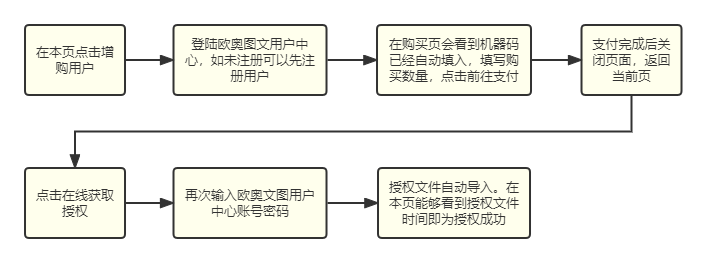 在本页点击增
购用户
登陆欧奥图文用户中
心，如未注册可以先注
册用户
在购买页会看到机器码
已经自动填入，填写购
买数量，点击前往支付
支付完成后关
闭页面，返回
当前页
点击在线获取
授权
再次输入欧奥文图用户
中心账号密码
授权文件自动导入。在
本页能够看到授权文件
时间即为授权成功